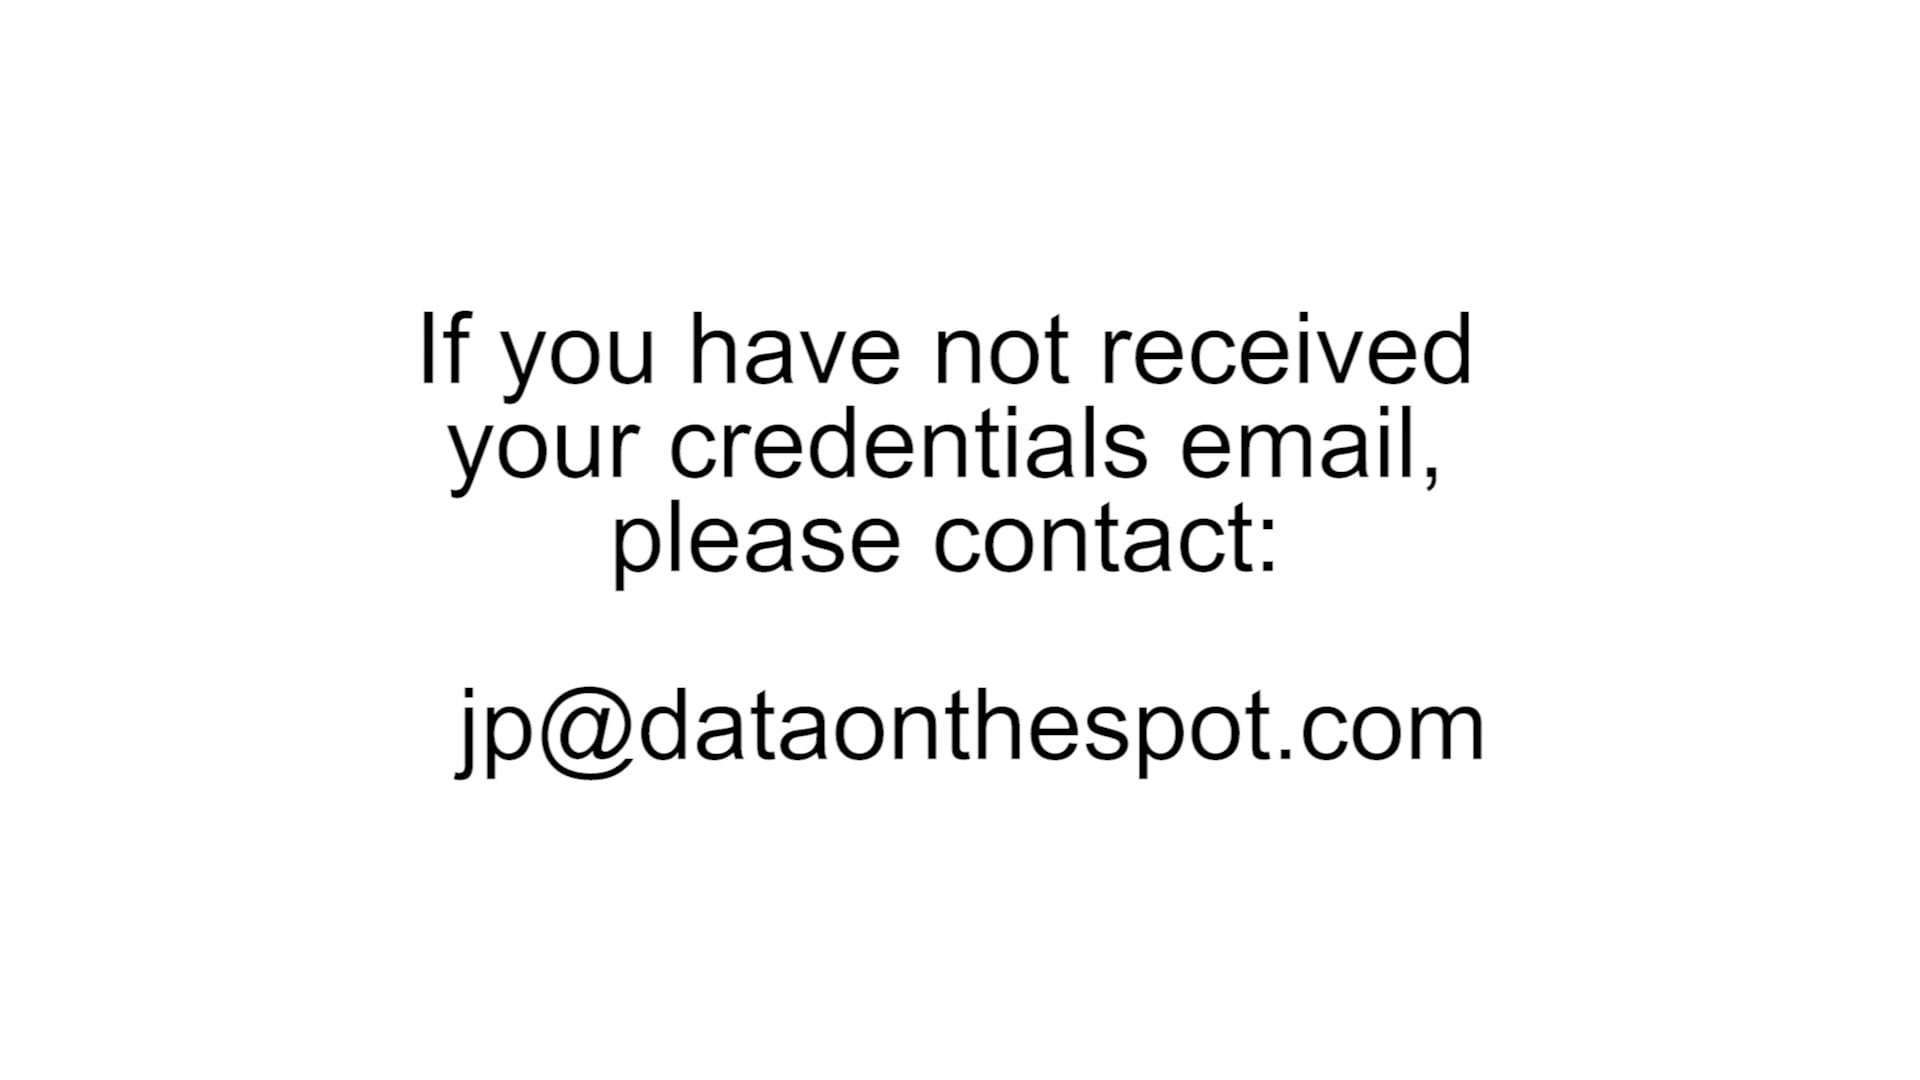 If you have not received
your credentials email,
please contact:
jp@dataonthespot.com